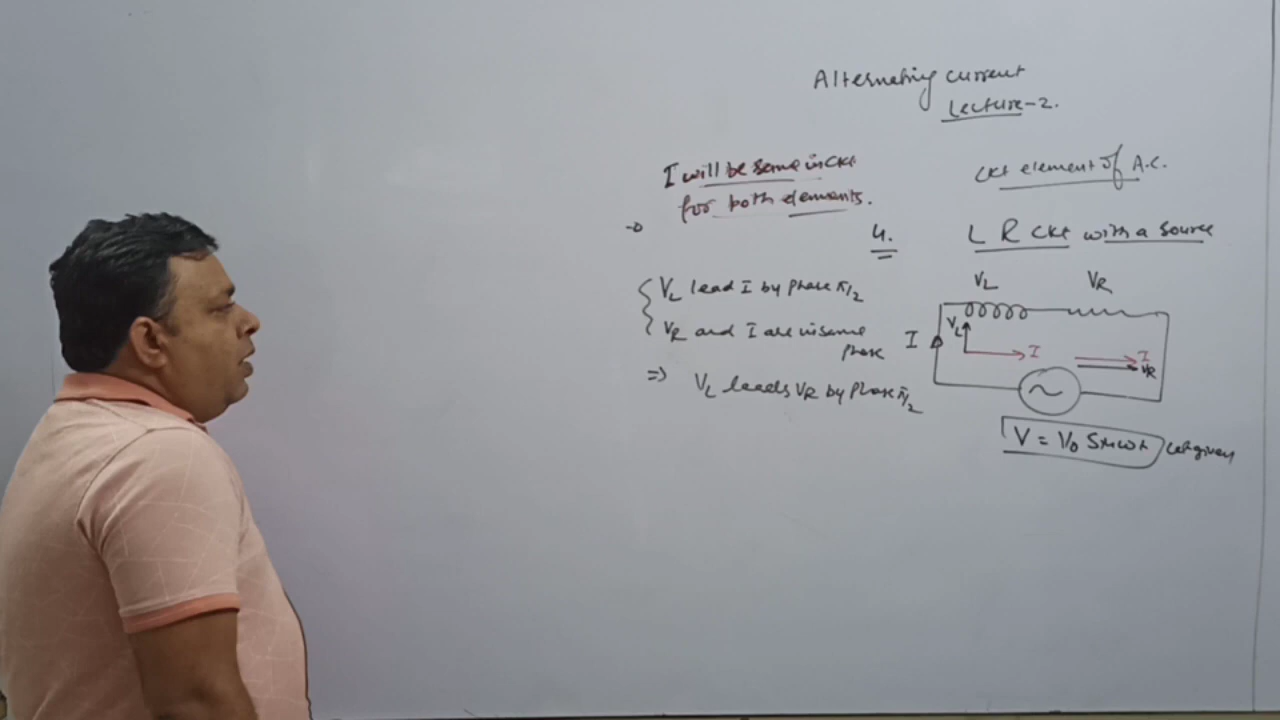 Alternating current
Lecture-2.
I will be same in ckt
for both elements.
ckt element of A.C.
4.
L R ckt with a source
VL lead I by phase π/2
VR and I are in same
phase
⇒ VL leads VR by phase π/2
VL VR
I
VL
I
I
VR
~
V = V0 Sinωt